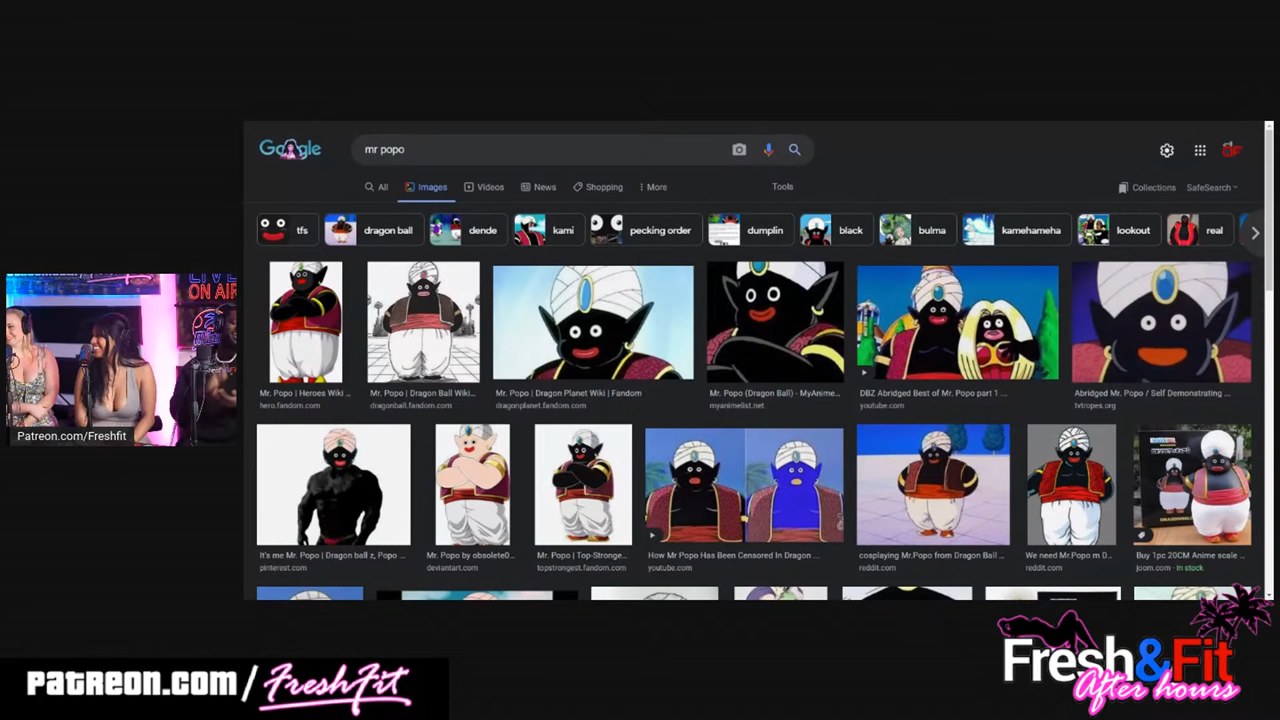 Google
mr popo
All
Images
Videos
News
Shopping
More
Tools
Collections
SafeSearch
tfs
dragon ball
dende
kami
pecking order
dumplin
black
bulma
kamehameha
lookout
real
Mr. Popo | Heroes Wiki ...
hero.fandom.com
Mr. Popo | Dragon Ball Wiki ...
dragonball.fandom.com
Mr. Popo | Dragon Planet Wiki | Fandom
dragonplanet.fandom.com
Mr. Popo (Dragon Ball) - MyAnime...
myanimelist.net
DBZ Abridged Best of Mr. Popo part 1 ...
youtube.com
Abridged Mr. Popo / Self Demonstrating ...
tvtropes.org
It's me Mr. Popo | Dragon ball z, Popo ...
pinterest.com
Mr. Popo by obsolete0...
deviantart.com
Mr. Popo | Top-Stronge...
topstrongest.fandom.com
How Mr Popo Has Been Censored In Dragon ...
youtube.com
cosplaying Mr.Popo from Dragon Ball ...
reddit.com
We need Mr.Popo m D...
reddit.com
Buy 1pc 20CM Anime scale ...
joom.com · In stock
LIVE
ON AIR
Patreon.com/Freshfit
Patreon.com/FreshFit
Fresh&Fit
After hours